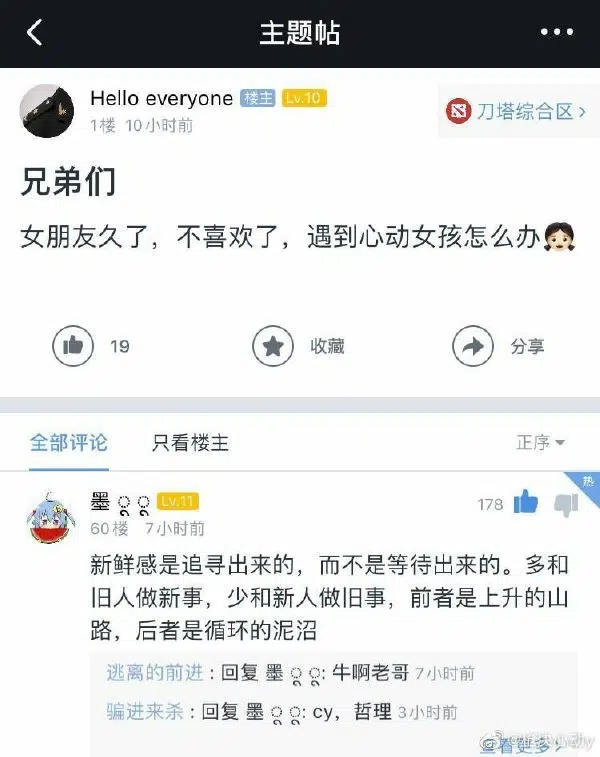 主题帖
Hello everyone 楼主 Lv.10
1楼 10小时前
刀塔综合区
兄弟们
女朋友久了，不喜欢了，遇到心动女孩怎么办👧🏻
19 收藏 分享
全部评论 只看楼主 正序
热
墨 Lv.11
178
60楼 7小时前
新鲜感是追寻出来的，而不是等待出来的。多和
旧人做新事，少和新人做旧事，前者是上升的山
路，后者是循环的泥沼
逃离的前进：回复 墨: 牛啊老哥 7小时前
骗进来杀：回复 墨: cy，哲理 3小时前
查看更多